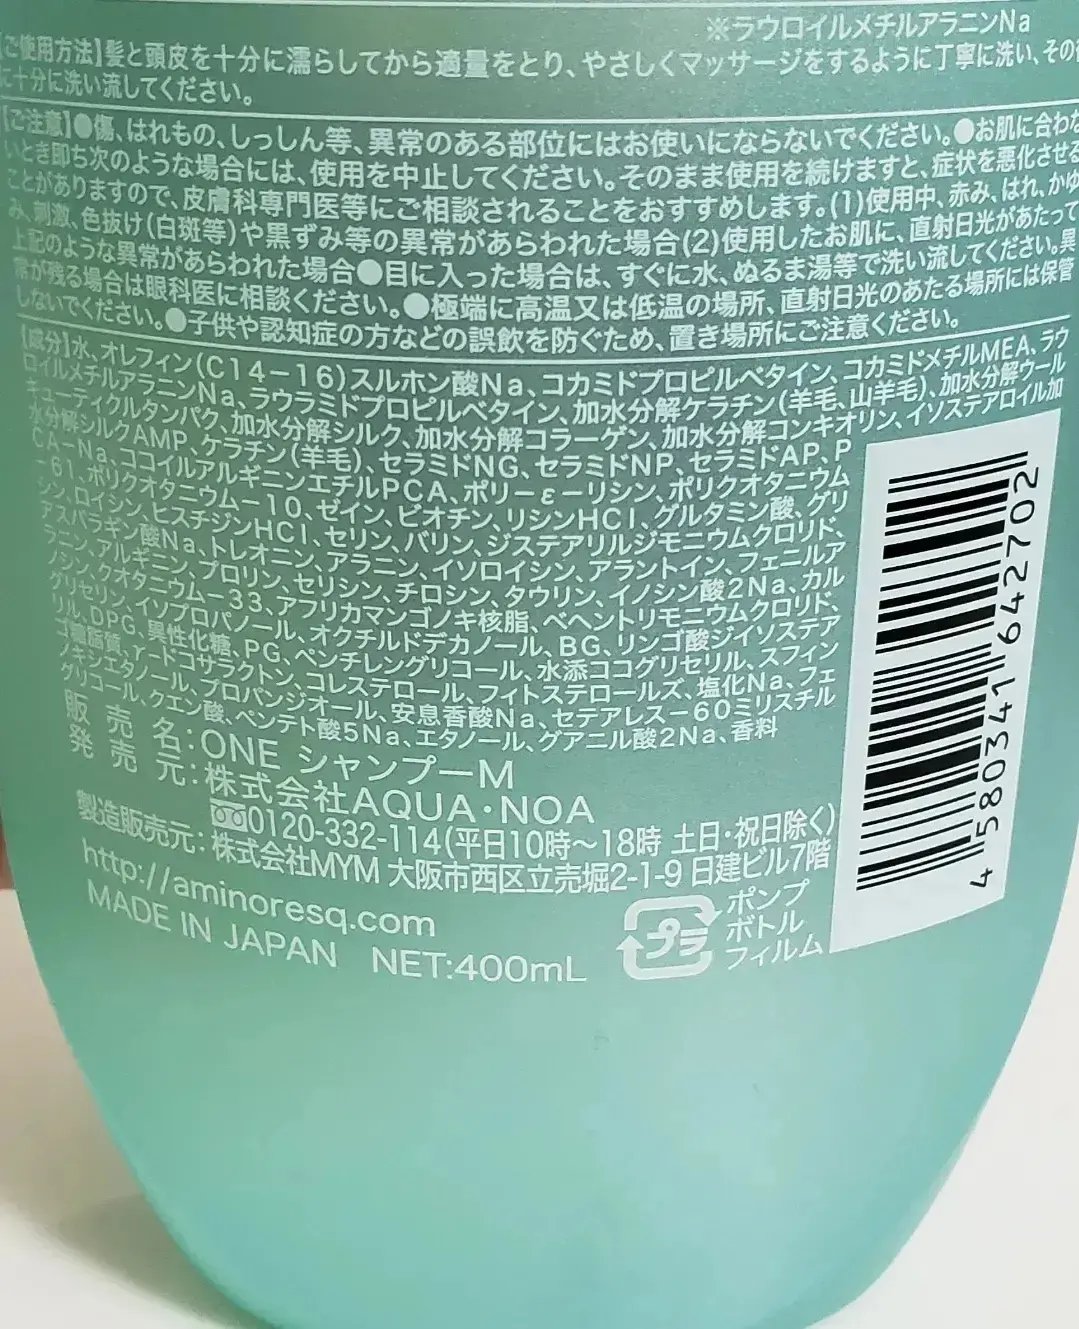 ※ラウロイルメチルアラニンNa
【ご使用方法】髪と頭皮を十分に濡らしてから適量をとり、やさしくマッサージをするように丁寧に洗い、その
に十分に洗い流してください。
【ご注意】●傷、はれもの、しっしん等、異常のある部位にはお使いにならないでください。●お肌に合わな
いとき即ち次のような場合には、使用を中止してください。そのまま使用を続けますと、症状を悪化させる
ことがありますので、皮膚科専門医等にご相談されることをおすすめします。(1)使用中、赤み、はれ、かゆ
み、刺激、色抜け(白斑等)や黒ずみ等の異常があらわれた場合(2)使用したお肌に、直射日光があたって
上記のような異常があらわれた場合●目に入った場合は、すぐに水、ぬるま湯等で洗い流してください。異
常が残る場合は眼科医に相談ください。●極端に高温又は低温の場所、直射日光のあたる場所には保管
しないでください。●子供や認知症の方などの誤飲を防ぐため、置き場所にご注意ください。
【成分】水、オレフィン(C14－16)スルホン酸Na、コカミドプロピルベタイン、コカミドメチルMEA、ラウ
ロイルメチルアラニンNa、ラウラミドプロピルベタイン、加水分解ケラチン(羊毛、山羊毛)、加水分解ウール
キューティクルタンパク、加水分解シルク、加水分解コラーゲン、加水分解コンキオリン、イソステアロイル加
水分解シルクAMP、ケラチン(羊毛)、セラミドNG、セラミドNP、セラミドAP、P
CA－Na、ココイルアルギニンエチルPCA、ポリ－ε－リシン、ポリクオタニウム
－61、ポリクオタニウム－10、ゼイン、ビオチン、リシンHCl、グルタミン酸、グリ
シン、ロイシン、ヒスチジンHCl、セリン、バリン、ジステアリルジモニウムクロリド、
アスパラギン酸Na、トレオニン、アラニン、イソロイシン、アラントイン、フェニルア
ラニン、アルギニン、プロリン、セリシン、チロシン、タウリン、イノシン酸2Na、カル
ノシン、クオタニウム－33、アフリカマンゴノキ核脂、ベヘントリモニウムクロリド、
グリセリン、イソプロパノール、オクチルドデカノール、BG、リンゴ酸ジイソステア
リル、DPG、異性化糖、PG、ペンチレングリコール、水添ココグリセリル、スフィン
ゴ糖脂質、γ－ドコサラクトン、コレステロール、フィトステロールズ、塩化Na、フェ
ノキシエタノール、プロパンジオール、安息香酸Na、セテアレス－60ミリスチル
グリコール、クエン酸、ペンテト酸5Na、エタノール、グアニル酸2Na、香料
販売名：ONE シャンプーM
発売元：株式会社AQUA・NOA
0120-332-114(平日10時～18時 土日・祝日除く)
製造販売元：株式会社MYM 大阪市西区立売堀2-1-9 日建ビル7階
http://aminoresq.com
MADE IN JAPAN NET:400mL
プラ
ポンプ
ボトル
フィルム
4 580341 642702